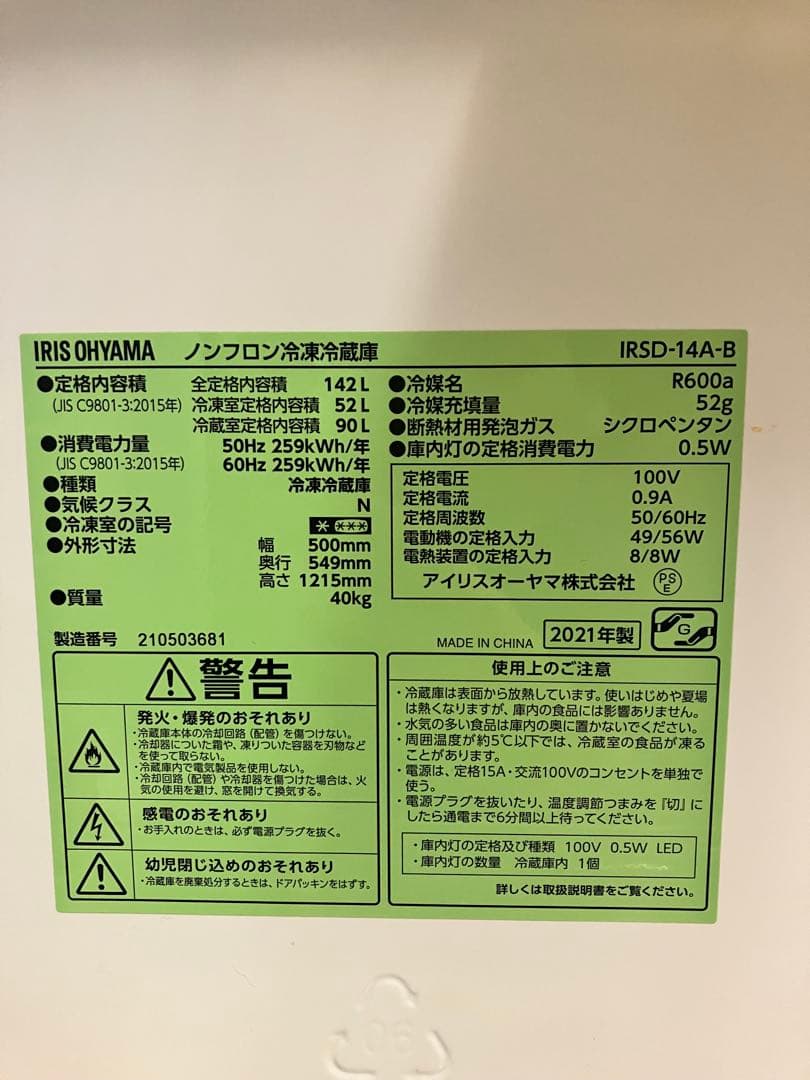 IRIS OHYAMA ノンフロン冷凍冷蔵庫 IRSD-14A-B
●定格内容積 全定格内容積 142L
(JIS C9801-3:2015年) 冷凍室定格内容積 52L
冷蔵室定格内容積 90L
●消費電力量 50Hz 259kWh/年
(JIS C9801-3:2015年) 60Hz 259kWh/年
●種類 冷凍冷蔵庫
●気候クラス N
●冷凍室の記号 * ***
●外形寸法 幅 500mm
奥行 549mm
高さ 1215mm
●質量 40kg
製造番号 210503681
●冷媒名 R600a
●冷媒充填量 52g
●断熱材用発泡ガス シクロペンタン
●庫内灯の定格消費電力 0.5W
定格電圧 100V
定格電流 0.9A
定格周波数 50/60Hz
電動機の定格入力 49/56W
電熱装置の定格入力 8/8W
アイリスオーヤマ株式会社 PSE
MADE IN CHINA 2021年製 G
警告
発火・爆発のおそれあり
・冷蔵庫本体の冷却回路(配管)を傷つけない。
・冷却器についた霜や、凍りついた容器を刃物など
を使って取らない。
・冷蔵庫内で電気製品を使用しない。
・冷却回路(配管)や冷却器を傷つけた場合は、火
気の使用を避け、窓を開けて換気する。
感電のおそれあり
・お手入れのときは、必ず電源プラグを抜く。
幼児閉じ込めのおそれあり
・冷蔵庫を廃棄処分するときは、ドアパッキンをはずす。
使用上のご注意
・冷蔵庫は表面から放熱しています。使いはじめや夏場
は熱くなりますが、庫内の食品には影響ありません。
・水気の多い食品は庫内の奥に置かないでください。
・周囲温度が約5℃以下では、冷蔵室の食品が凍る
ことがあります。
・電源は、定格15A・交流100Vのコンセントを単独で
使う。
・電源プラグを抜いたり、温度調節つまみを『切』に
したら通電まで6分間以上待ってください。
・庫内灯の定格及び種類 100V 0.5W LED
・庫内灯の数量 冷蔵庫内 1個
詳しくは取扱説明書をご覧ください。
06